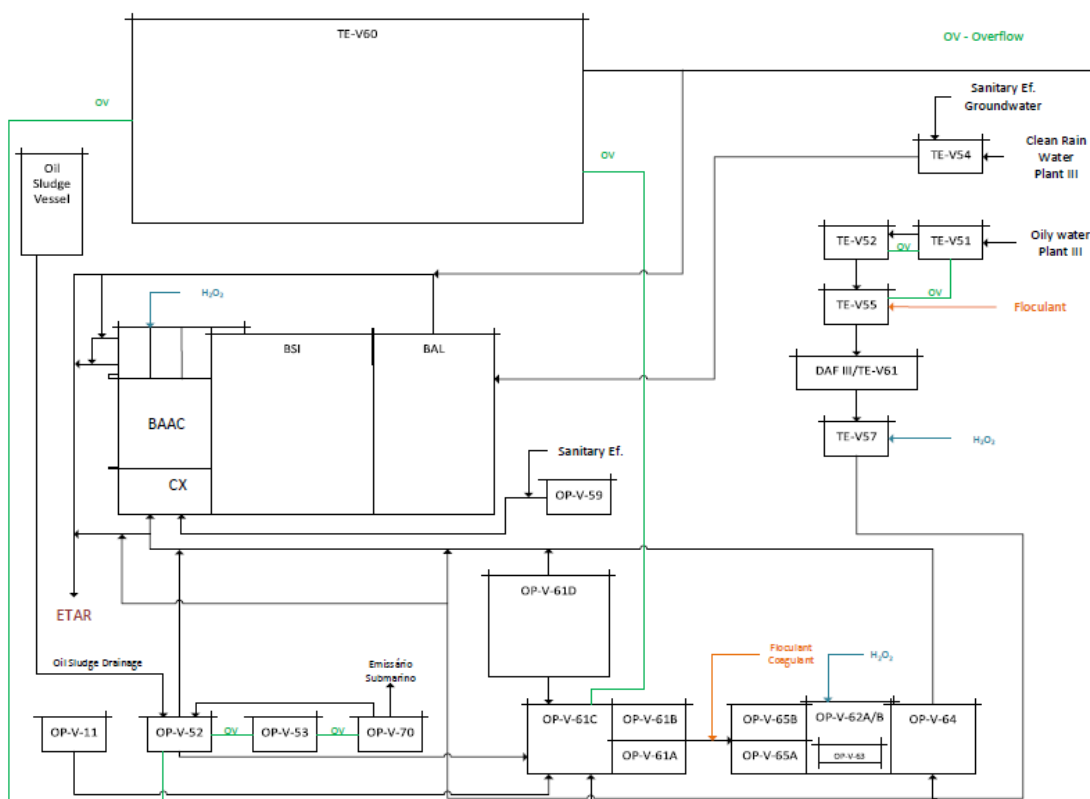 TE-V60
OV - Overflow
OV
Sanitary Ef.
Groundwater
TE-V54
Clean Rain
Water
Plant III
OV
Oil
Sludge
Vessel
TE-V52
TE-V51
Oily water
Plant III
OV
OV
TE-V55
Floculant
H₂O₂
BSI
BAL
DAF III/TE-V61
BAAC
TE-V57
H₂O₂
Sanitary Ef.
CX
OP-V-59
OP-V-61D
ETAR
Oil Sludge Drainage
Emissário
Submarino
Floculant
Coagulant
H₂O₂
OP-V-11
OP-V-52
OV
OP-V-53
OV
OP-V-70
OP-V-61C
OP-V-61B
OP-V-65B
OP-V-62A/B
OP-V-64
OP-V-61A
OP-V-65A
OP-V-63